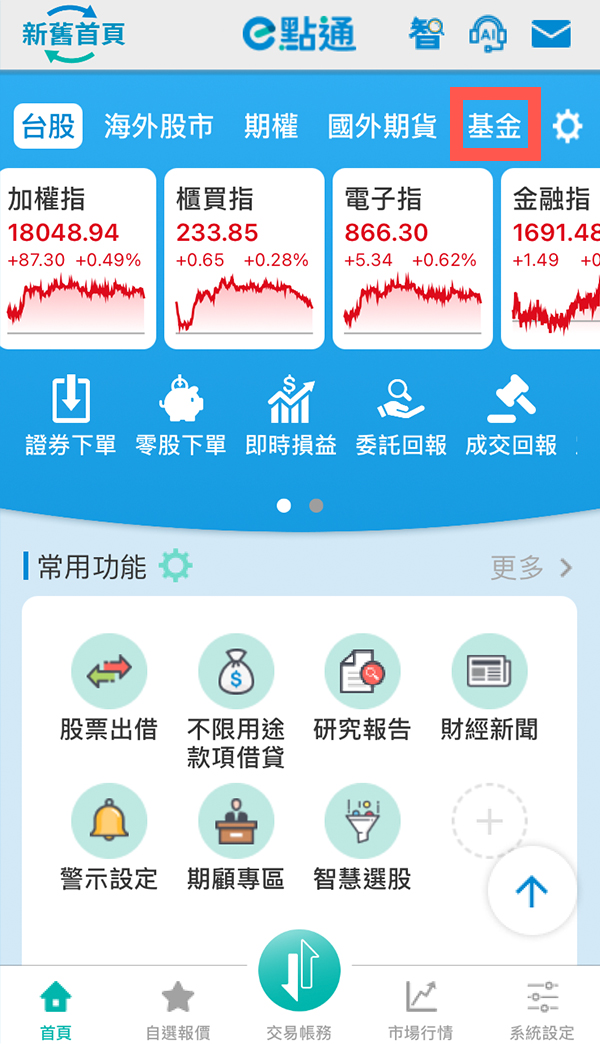 新舊首頁
e點通
智
AI
台股 海外股市 期權 國外期貨 基金
加權指 櫃買指 電子指 金融指
18048.94 233.85 866.30 1691.48
+87.30 +0.49% +0.65 +0.28% +5.34 +0.62% +1.49
證券下單 零股下單 即時損益 委託回報 成交回報
常用功能 更多
股票出借 不限用途 研究報告 財經新聞
款項借貸
警示設定 期顧專區 智慧選股
首頁 自選報價 交易帳務 市場行情 系統設定